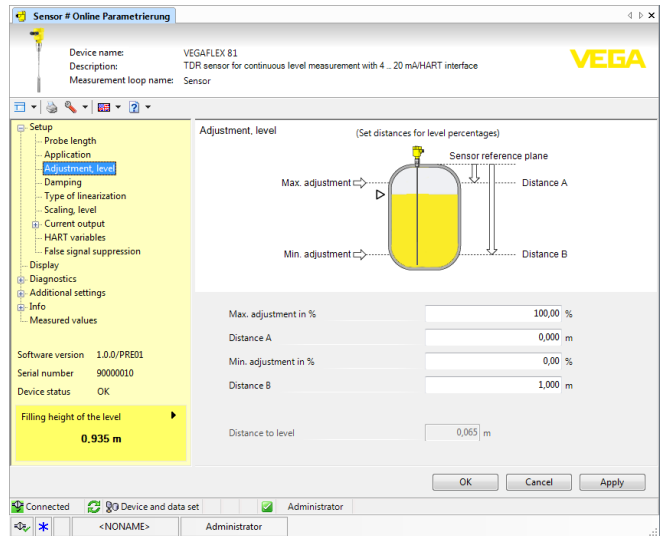 Sensor # Online Parametrierung
Device name: VEGAFLEX 81
Description: TDR sensor for continuous level measurement with 4 .. 20 mA/HART interface
Measurement loop name: Sensor
VEGA
Setup
Probe length
Application
Adjustment, level
Damping
Type of linearization
Scaling, level
Current output
HART variables
False signal suppression
Display
Diagnostics
Additional settings
Info
Measured values
Software version 1.0.0/PRE01
Serial number 90000010
Device status OK
Filling height of the level
0,935 m
Adjustment, level
(Set distances for level percentages)
Sensor reference plane
Max. adjustment
Distance A
Min. adjustment
Distance B
Max. adjustment in % 100,00 %
Distance A 0,000 m
Min. adjustment in % 0,00 %
Distance B 1,000 m
Distance to level 0,065 m
OK Cancel Apply
Connected Device and data set Administrator
<NONAME> Administrator